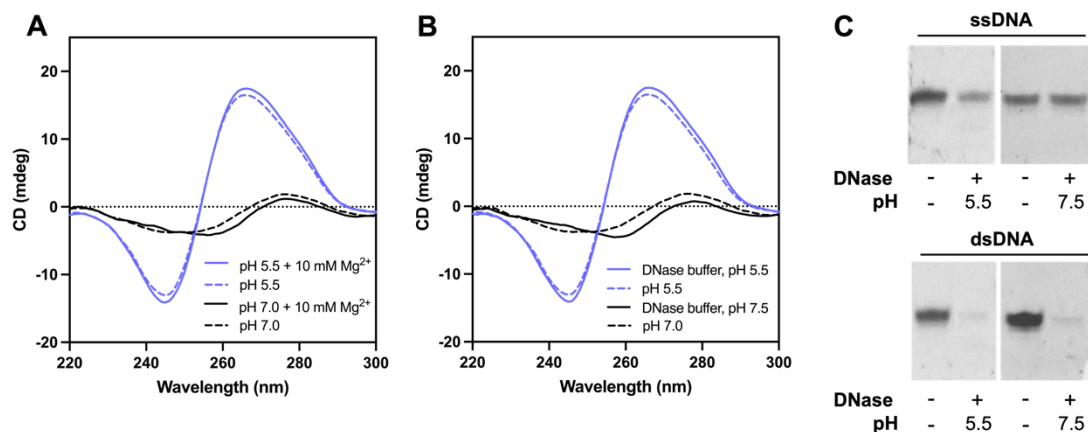 A
20
10
0
-10
-20
220 240 260 280 300
CD (mdeg)
Wavelength (nm)
pH 5.5 + 10 mM Mg²⁺
pH 5.5
pH 7.0 + 10 mM Mg²⁺
pH 7.0
B
20
10
0
-10
-20
220 240 260 280 300
CD (mdeg)
Wavelength (nm)
DNase buffer, pH 5.5
pH 5.5
DNase buffer, pH 7.5
pH 7.0
C
ssDNA
DNase - + - +
pH - 5.5 - 7.5
dsDNA
DNase - + - +
pH - 5.5 - 7.5